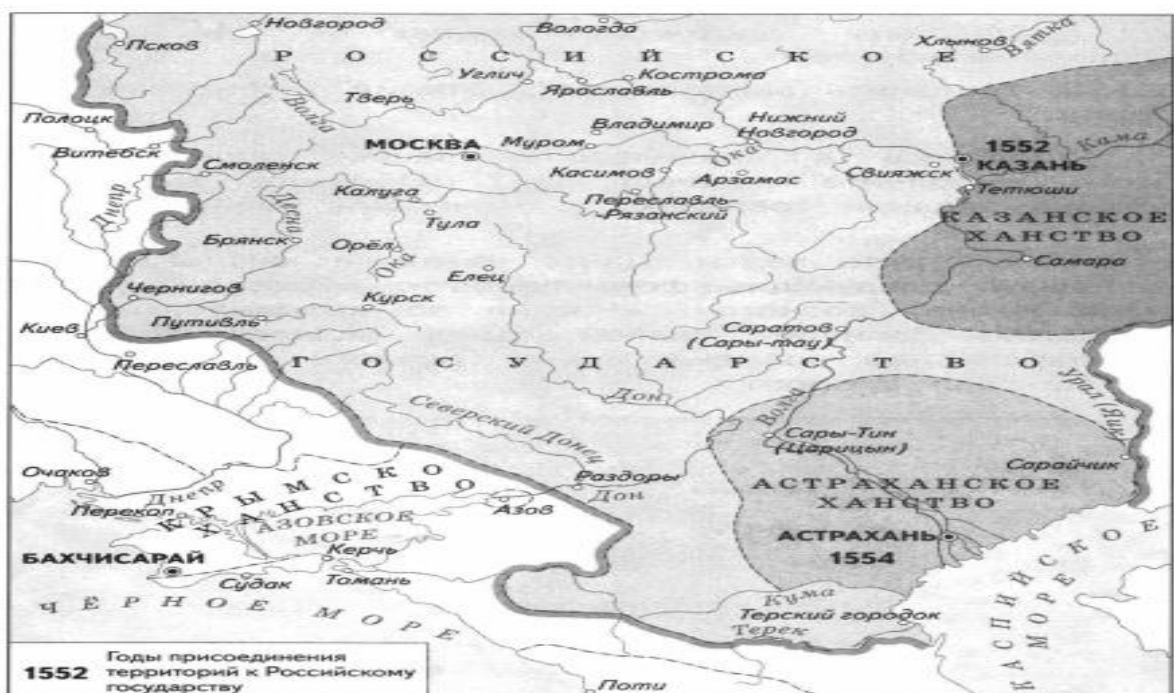 Новгород
Вологда
Хлынов
Вятка
Псков
РОССИЙСКОЕ
Углич
Кострома
Ярославль
Тверь
Волга
Полоцк
Владимир
Нижний
Новгород
Кама
МОСКВА
Муром
1552
КАЗАНЬ
Витебск
Смоленск
Ока
Касимов
Арзамас
Свияжск
Тетюши
Калуга
Переславль-
Рязанский
Днепр
Десна
Тула
КАЗАНСКОЕ
ХАНСТВО
Брянск
Орёл
Ока
Елец
Самара
Чернигов
Курск
Киев
Путивль
Саратов
(Сары-тау)
Переславль
ГОСУДАРСТВО
Дон
Волга
Урал (Яик)
Северский Донец
Сары-Тин
(Царицын)
Очаков
Раздоры
Сарайчик
Днепр
КРЫМСКО
ХАНСТВО
Дон
АСТРАХАНСКОЕ
ХАНСТВО
Перекоп
Азов
АЗОВСКОЕ
МОРЕ
АСТРАХАНЬ
1554
БАХЧИСАРАЙ
Керчь
Судак
Томань
Кума
ЧЁРНОЕ МОРЕ
Терский городок
Терек
КАСПИЙСКОЕ
МОРЕ
1552 Годы присоединения
территорий к Российскому
государству
Поти